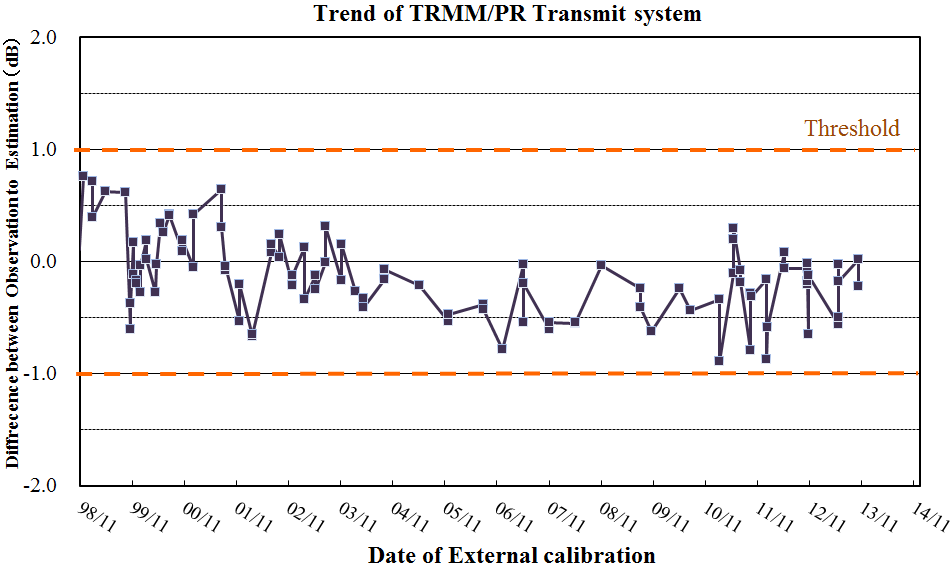 Trend of TRMM/PR Transmit system
Diffrecence between Observationto Estimation (dB)
2.0
1.0
0.0
-1.0
-2.0
Threshold
98/11 99/11 00/11 01/11 02/11 03/11 04/11 05/11 06/11 07/11 08/11 09/11 10/11 11/11 12/11 13/11 14/11
Date of External calibration